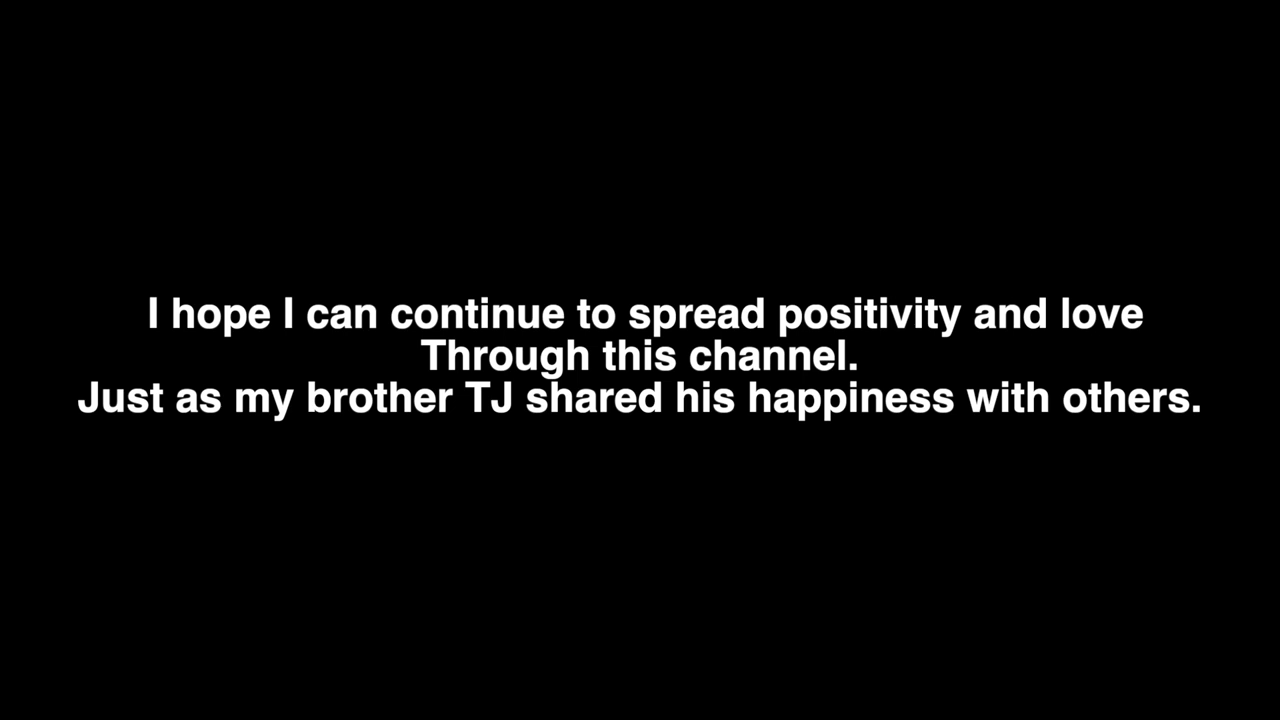 I hope I can continue to spread positivity and love
Through this channel.
Just as my brother TJ shared his happiness with others.